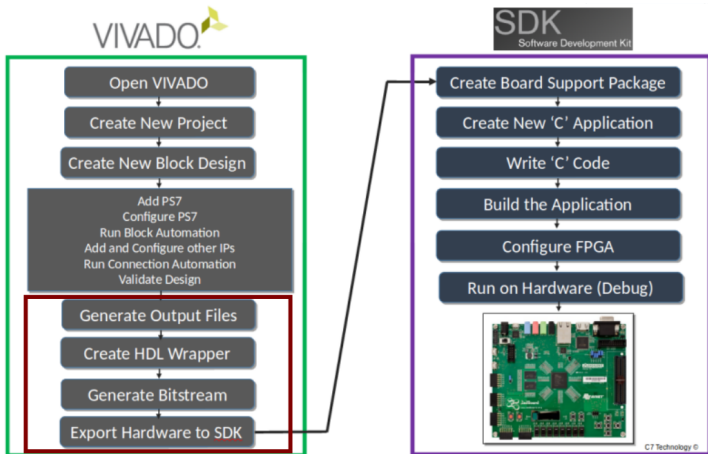 VIVADO
Open VIVADO
Create New Project
Create New Block Design
Add PS7
Configure PS7
Run Block Automation
Add and Configure other IPs
Run Connection Automation
Validate Design
Generate Output Files
Create HDL Wrapper
Generate Bitstream
Export Hardware to SDK
SDK
Software Development Kit
Create Board Support Package
Create New ‘C’ Application
Write ‘C’ Code
Build the Application
Configure FPGA
Run on Hardware (Debug)
C7 Technology ©